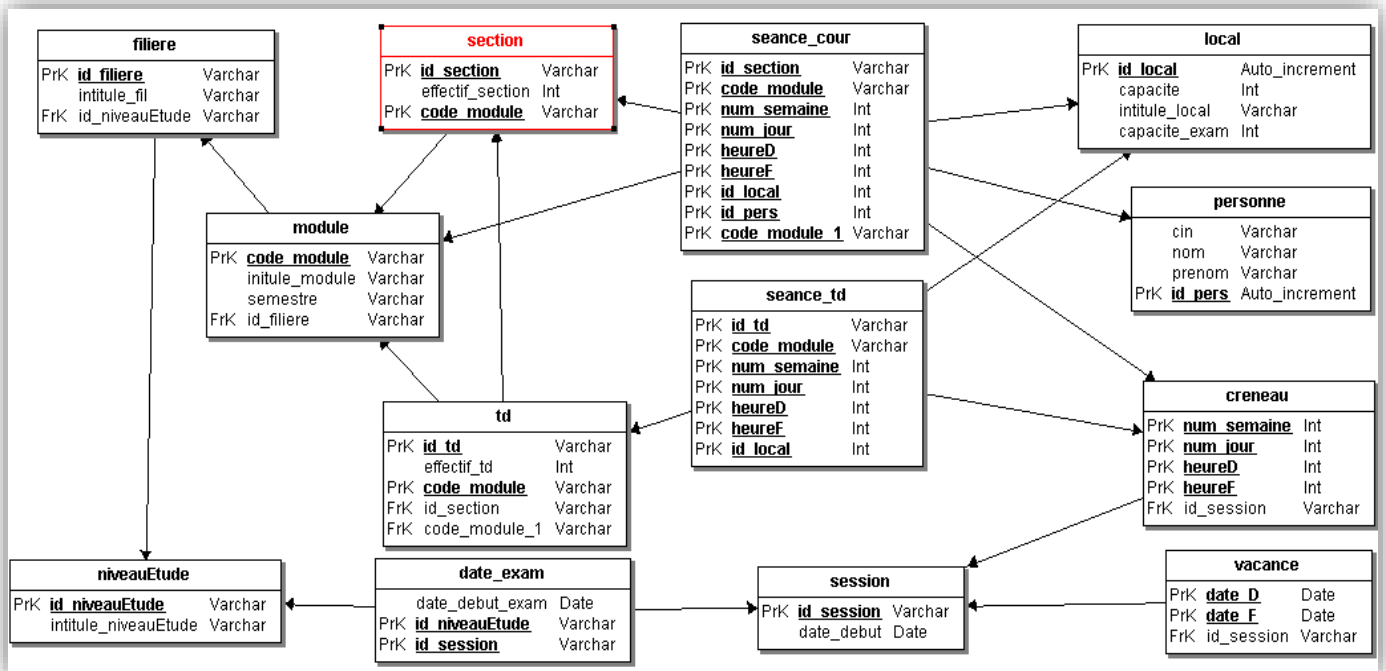 filiere
PrK id_filiere Varchar
intitule_fil Varchar
FrK id_niveauEtude Varchar
section
PrK id_section Varchar
effectif_section Int
PrK code_module Varchar
seance_cour
PrK id_section Varchar
PrK code_module Varchar
PrK num_semaine Int
PrK num_jour Int
PrK heureD Int
PrK heureF Int
PrK id_local Int
PrK id_pers Int
PrK code_module_1 Varchar
local
PrK id_local Auto_increment
capacite Int
intitule_local Varchar
capacite_exam Int
module
PrK code_module Varchar
initule_module Varchar
semestre Varchar
FrK id_filiere Varchar
personne
cin Varchar
nom Varchar
prenom Varchar
PrK id_pers Auto_increment
seance_td
PrK id_td Varchar
PrK code_module Varchar
PrK num_semaine Int
PrK num_jour Int
PrK heureD Int
PrK heureF Int
PrK id_local Int
td
PrK id_td Varchar
effectif_td Int
PrK code_module Varchar
FrK id_section Varchar
FrK code_module_1 Varchar
creneau
PrK num_semaine Int
PrK num_jour Int
PrK heureD Int
PrK heureF Int
FrK id_session Varchar
niveauEtude
PrK id_niveauEtude Varchar
intitule_niveauEtude Varchar
date_exam
date_debut_exam Date
PrK id_niveauEtude Varchar
PrK id_session Varchar
session
PrK id_session Varchar
date_debut Date
vacance
PrK date_D Date
PrK date_F Date
FrK id_session Varchar